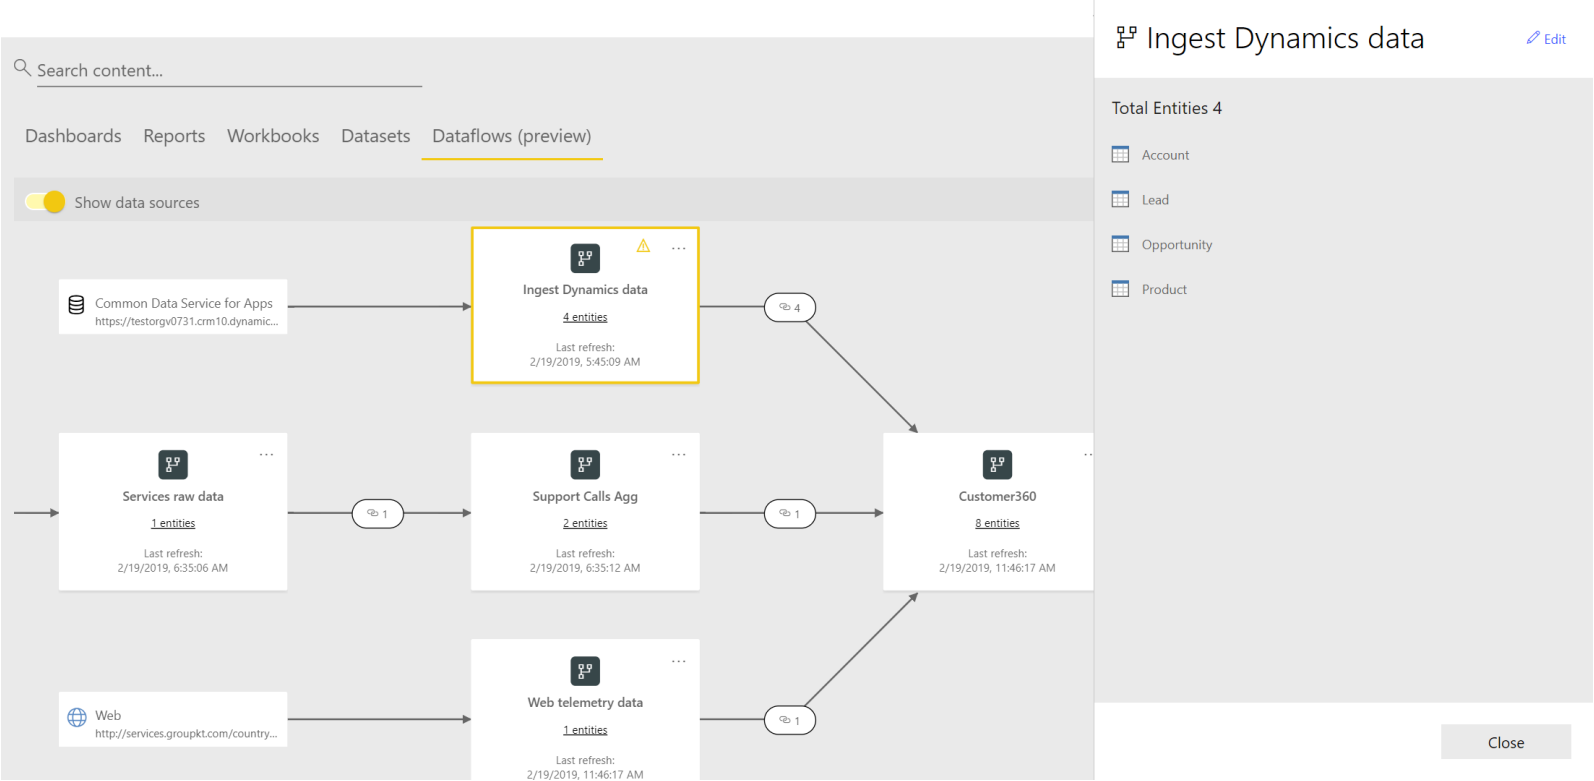 Search content...
Dashboards Reports Workbooks Datasets Dataflows (preview)
Show data sources
Common Data Service for Apps
https://testorgv0731.crm10.dynamic...
Ingest Dynamics data
4 entities
Last refresh:
2/19/2019, 5:45:09 AM
4
Services raw data
1 entities
Last refresh:
2/19/2019, 6:35:06 AM
1
Support Calls Agg
2 entities
Last refresh:
2/19/2019, 6:35:12 AM
1
Customer360
8 entities
Last refresh:
2/19/2019, 11:46:17 AM
Web
http://services.groupkt.com/country...
Web telemetry data
1 entities
Last refresh:
2/19/2019, 11:46:17 AM
1
Ingest Dynamics data
Edit
Total Entities 4
Account
Lead
Opportunity
Product
Close